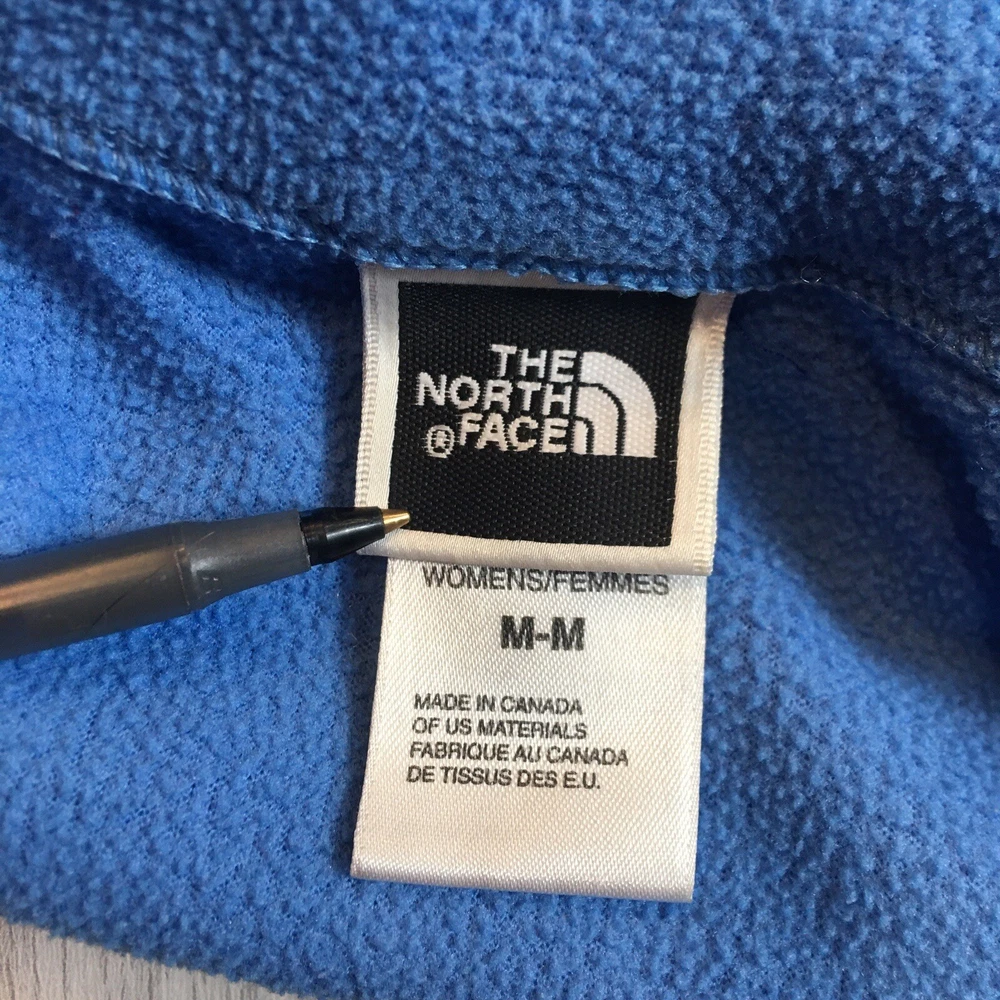 THE
NORTH
® FACE
WOMENS/FEMMES
M-M
MADE IN CANADA
OF US MATERIALS
FABRIQUE AU CANADA
DE TISSUS DES E.U.